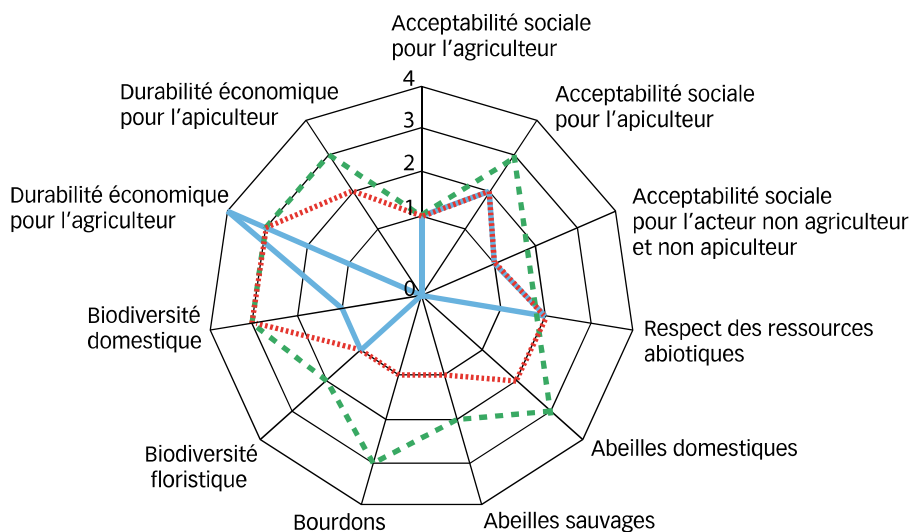 Acceptabilité sociale
pour l'agriculteur
Acceptabilité sociale
pour l'apiculteur
Acceptabilité sociale
pour l'acteur non agriculteur
et non apiculteur
Respect des ressources
abiotiques
Abeilles domestiques
Abeilles sauvages
Bourdons
Biodiversité
floristique
Biodiversité
domestique
Durabilité économique
pour l'agriculteur
Durabilité économique
pour l'apiculteur
4
3
2
1
0